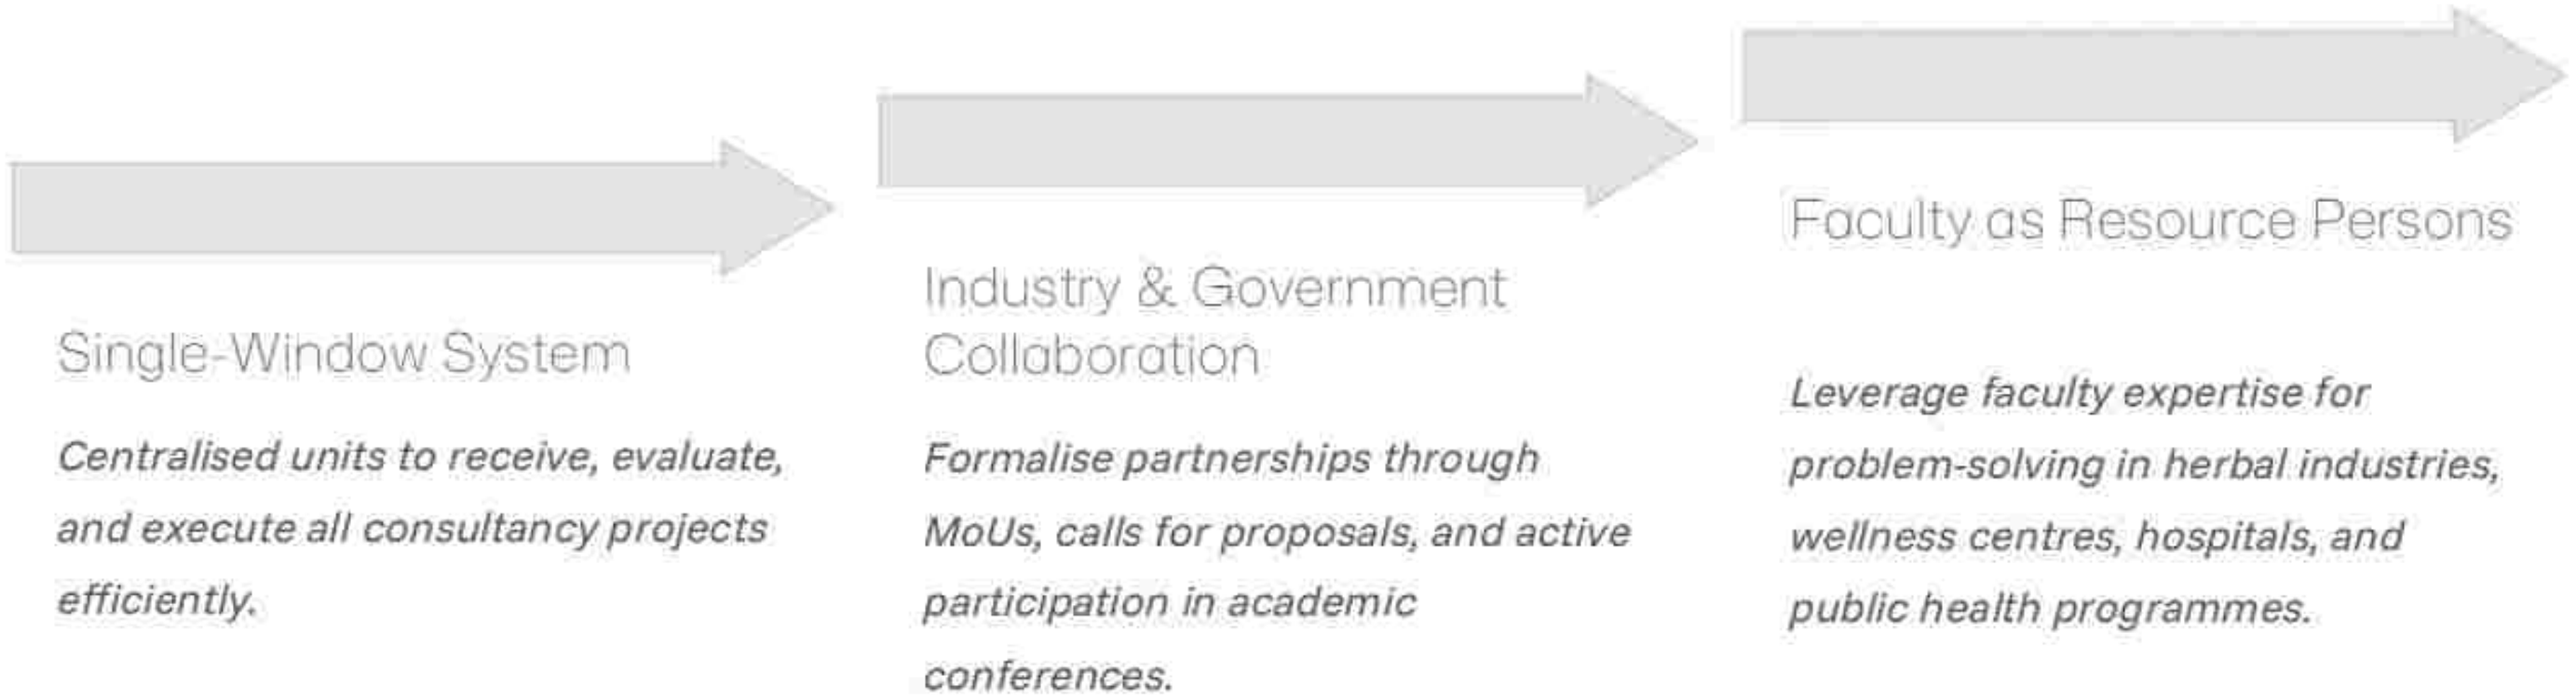 Single-Window System
Centralised units to receive, evaluate,
and execute all consultancy projects
efficiently.
Industry & Government
Collaboration
Formalise partnerships through
MoUs, calls for proposals, and active
participation in academic
conferences.
Faculty as Resource Persons
Leverage faculty expertise for
problem-solving in herbal industries,
wellness centres, hospitals, and
public health programmes.